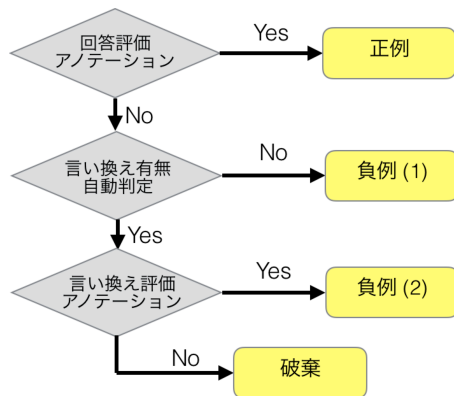 回答評価
アノテーション
Yes
正例
No
言い換え有無
自動判定
No
負例 (1)
Yes
言い換え評価
アノテーション
Yes
負例 (2)
No
破棄